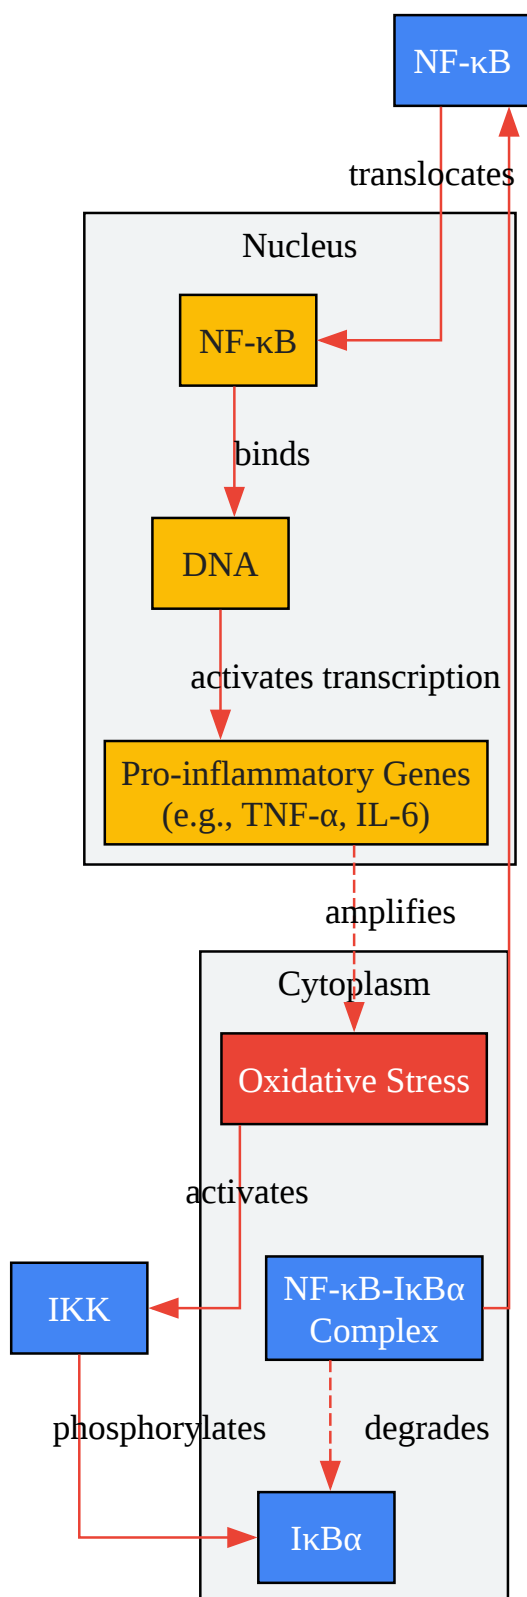 NF-κB
translocates
Nucleus
NF-κB
binds
DNA
activates transcription
Pro-inflammatory Genes
(e.g., TNF-α, IL-6)
amplifies
Cytoplasm
Oxidative Stress
activates
IKK
NF-κB-IκBα
Complex
phosphorylates
degrades
IκBα